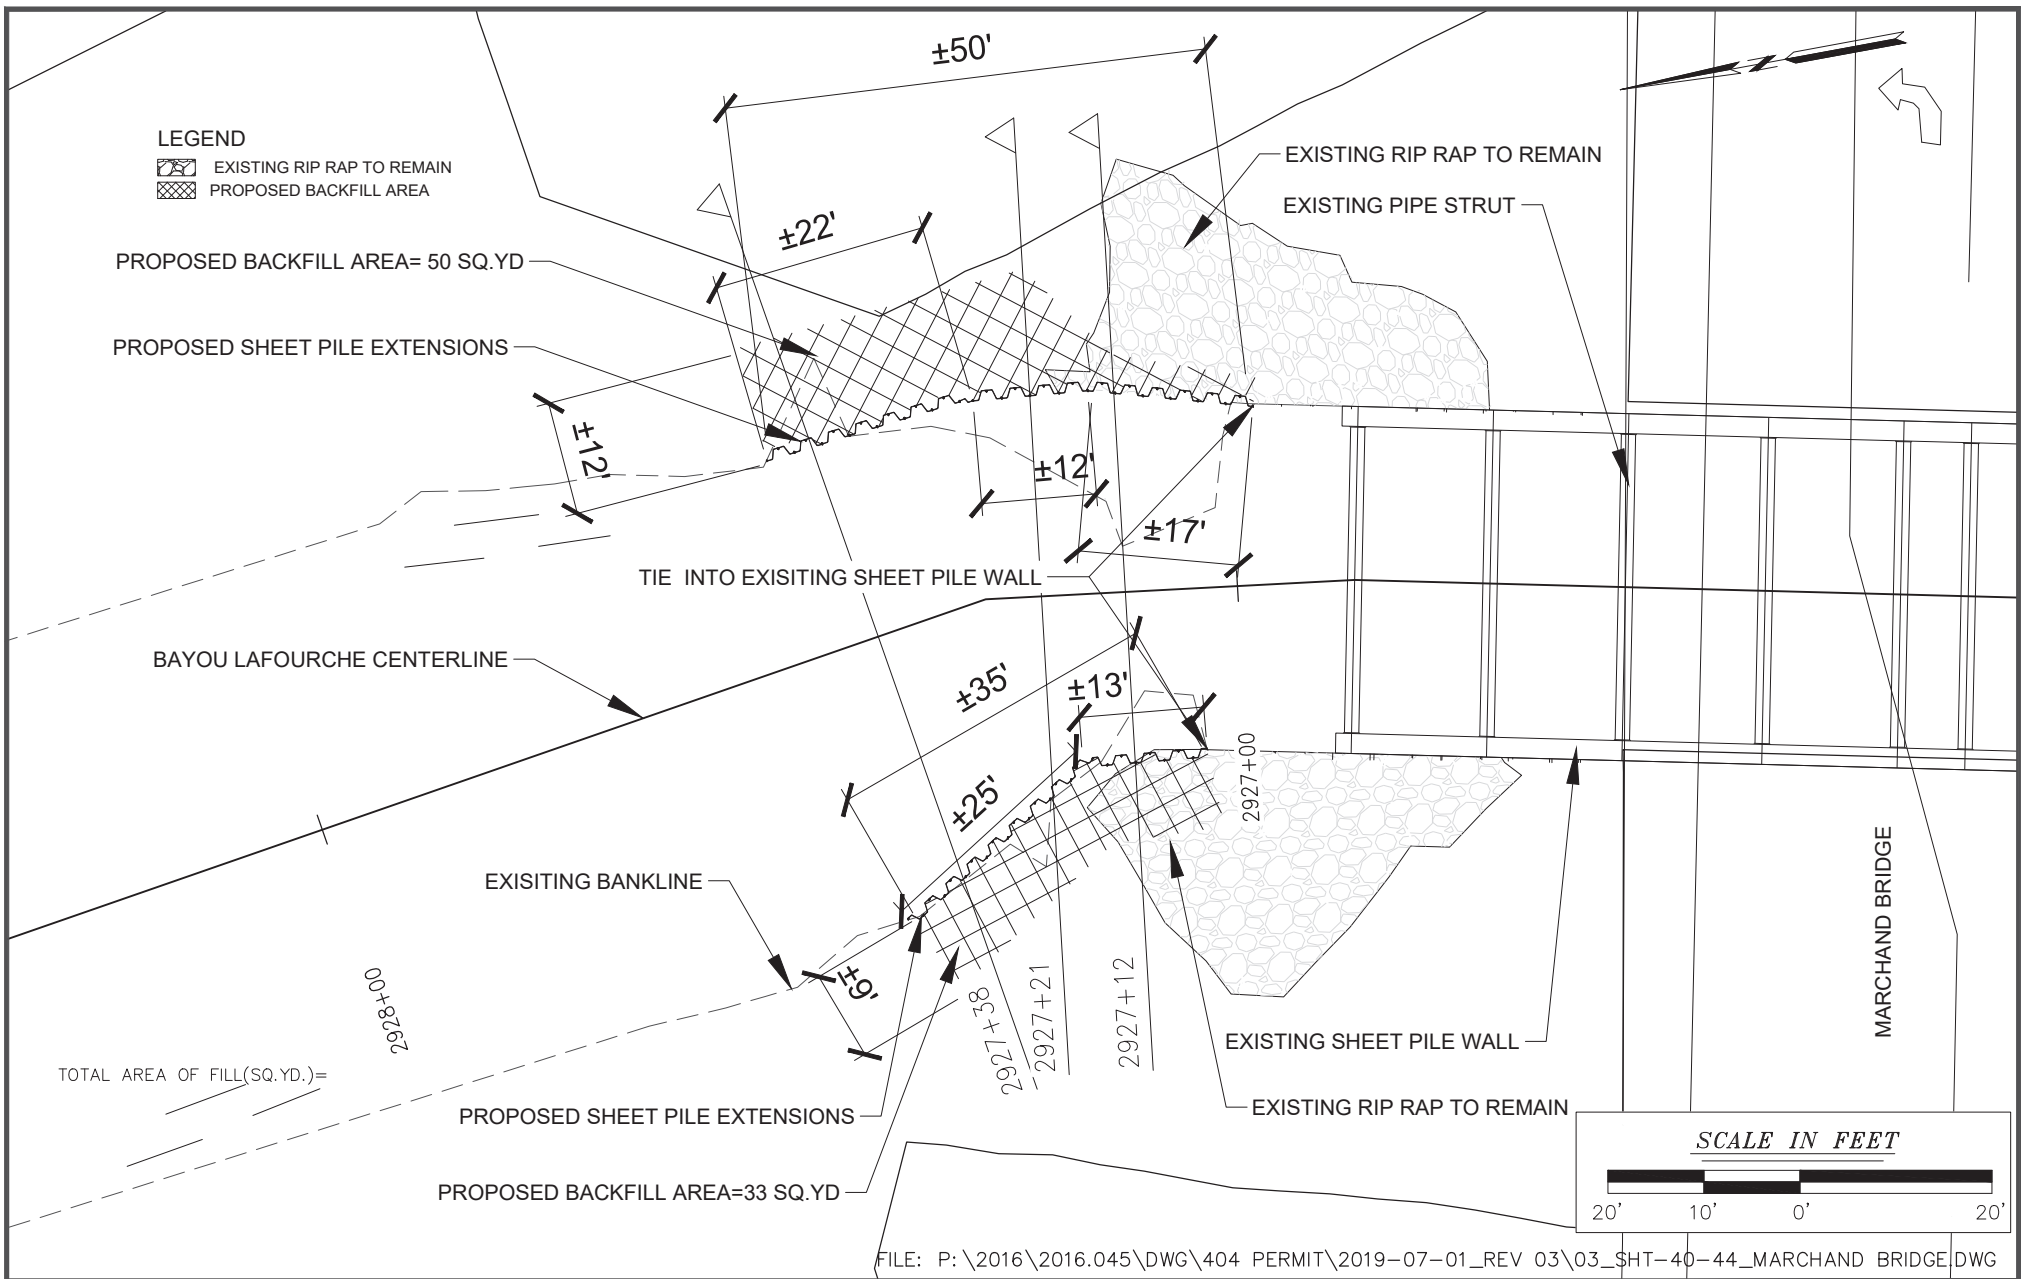 ±50'
LEGEND
EXISTING RIP RAP TO REMAIN
PROPOSED BACKFILL AREA
EXISTING RIP RAP TO REMAIN
EXISTING PIPE STRUT
±22'
PROPOSED BACKFILL AREA= 50 SQ.YD
PROPOSED SHEET PILE EXTENSIONS
±12'
±12'
±17'
TIE INTO EXISITING SHEET PILE WALL
BAYOU LAFOURCHE CENTERLINE
±35'
±13'
±25'
2927+00
EXISITING BANKLINE
±9'
MARCHAND BRIDGE
2928+00
2927+38
2927+21
2927+12
EXISTING SHEET PILE WALL
TOTAL AREA OF FILL(SQ.YD.)=
PROPOSED SHEET PILE EXTENSIONS
EXISTING RIP RAP TO REMAIN
PROPOSED BACKFILL AREA=33 SQ.YD
SCALE IN FEET
20' 10' 0' 20'
FILE: P:\2016\2016.045\DWG\404 PERMIT\2019-07-01_REV 03\03_SHT-40-44_MARCHAND BRIDGE.DWG